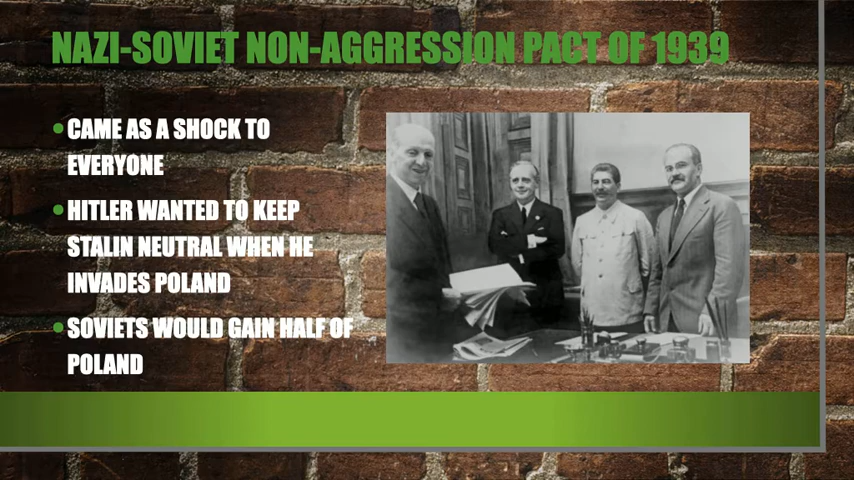 NAZI-SOVIET NON-AGGRESSION PACT OF 1939
• CAME AS A SHOCK TO
EVERYONE
• HITLER WANTED TO KEEP
STALIN NEUTRAL WHEN HE
INVADES POLAND
• SOVIETS WOULD GAIN HALF OF
POLAND